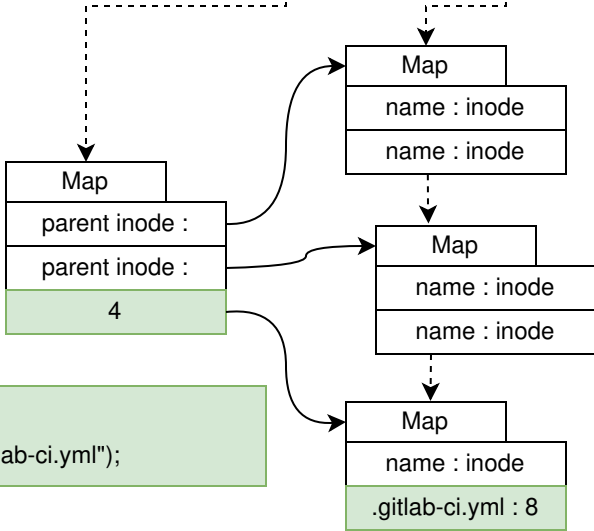 Map
name : inode
name : inode
Map
parent inode :
parent inode :
4
Map
name : inode
name : inode
ab-ci.yml");
Map
name : inode
.gitlab-ci.yml : 8